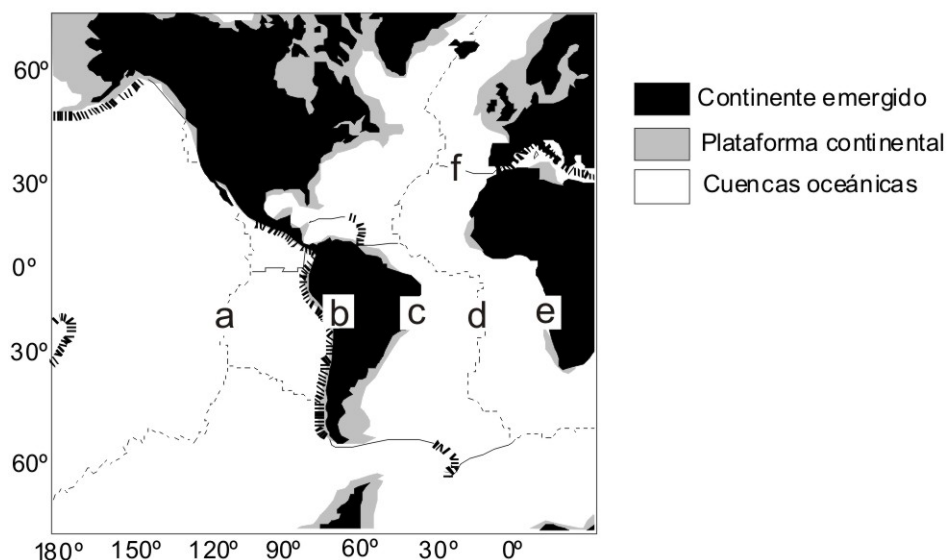 60º
30º
0º
30º
60º
180º 150º 120º 90º 60º 30º 0º
a b c d e
f
Continente emergido
Plataforma continental
Cuencas oceánicas